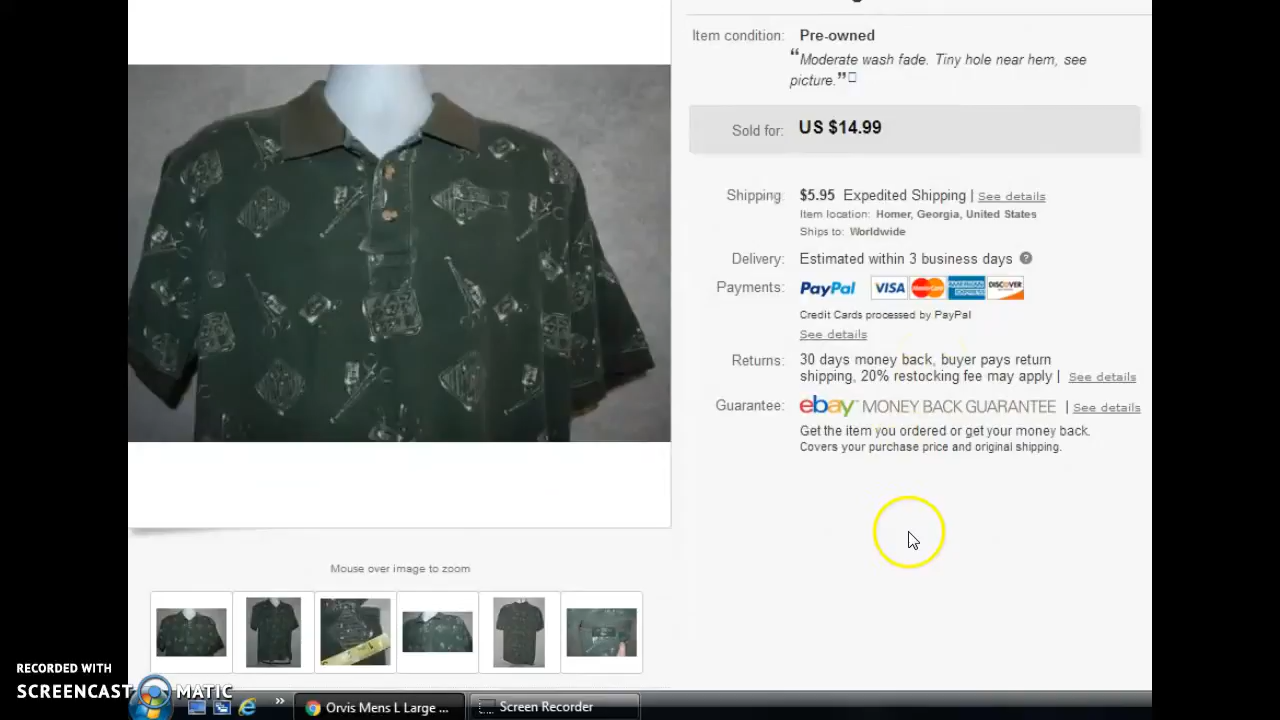 Item condition: Pre-owned
“Moderate wash fade. Tiny hole near hem, see
picture.”
Sold for: US $14.99
Shipping: $5.95 Expedited Shipping | See details
Item location: Homer, Georgia, United States
Ships to: Worldwide
Delivery: Estimated within 3 business days ?
Payments: PayPal VISA MasterCard AMERICAN EXPRESS DISCOVER
Credit Cards processed by PayPal
See details
Returns: 30 days money back, buyer pays return
shipping, 20% restocking fee may apply | See details
Guarantee: ebay MONEY BACK GUARANTEE | See details
Get the item you ordered or get your money back.
Covers your purchase price and original shipping.
Mouse over image to zoom
RECORDED WITH
SCREENCAST MATIC
Orvis Mens L Large ...
Screen Recorder